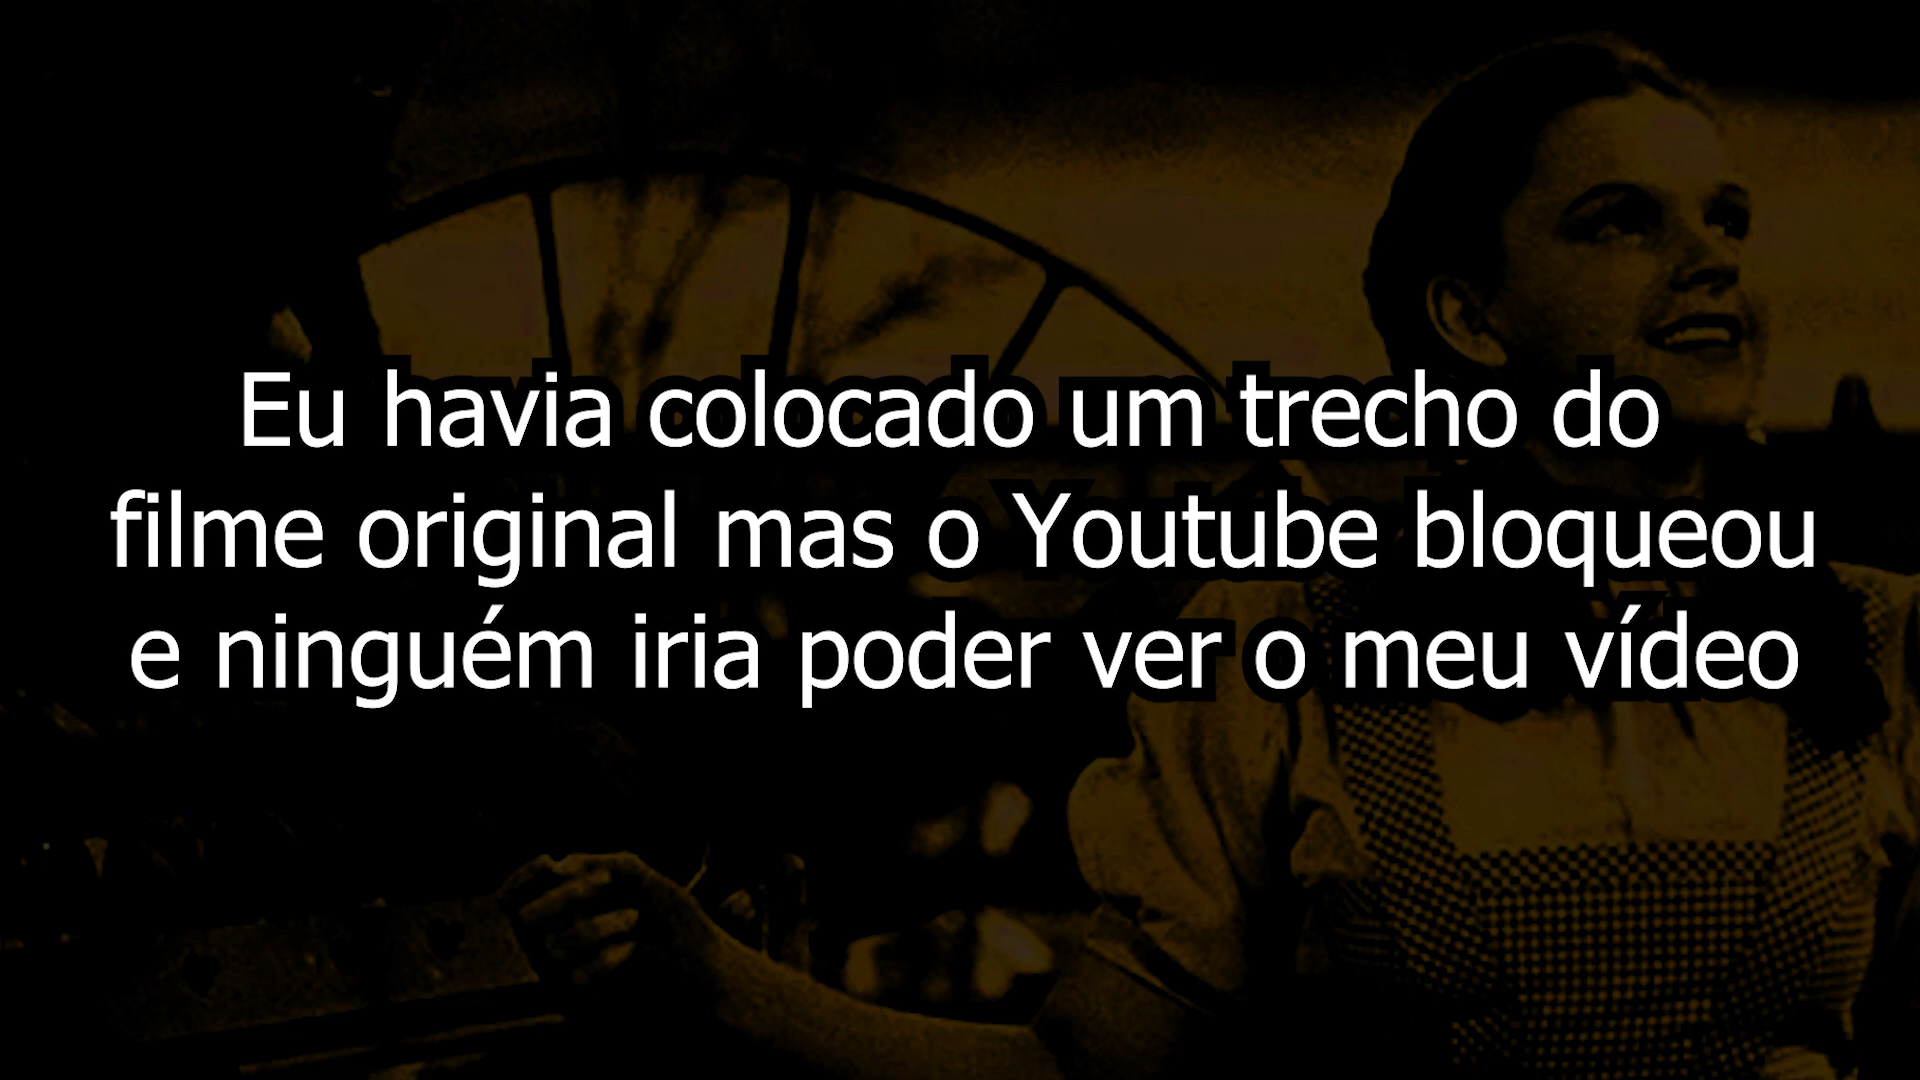 Eu havia colocado um trecho do
filme original mas o Youtube bloqueou
e ninguém iria poder ver o meu vídeo